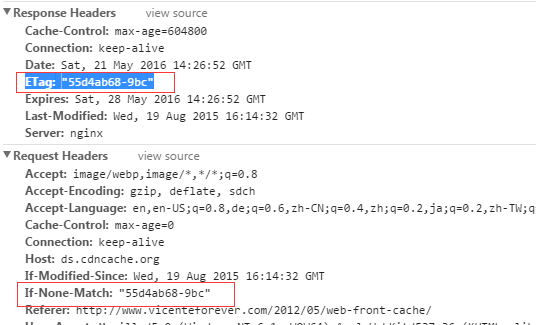 Response Headers view source
Cache-Control: max-age=604800
Connection: keep-alive
Date: Sat, 21 May 2016 14:26:52 GMT
ETag: "55d4ab68-9bc"
Expires: Sat, 28 May 2016 14:26:52 GMT
Last-Modified: Wed, 19 Aug 2015 16:14:32 GMT
Server: nginx
Request Headers view source
Accept: image/webp,image/*,*/*;q=0.8
Accept-Encoding: gzip, deflate, sdch
Accept-Language: en,en-US;q=0.8,de;q=0.6,zh-CN;q=0.4,zh;q=0.2,ja;q=0.2,zh-TW;q=
Cache-Control: max-age=0
Connection: keep-alive
Host: ds.cdncache.org
If-Modified-Since: Wed, 19 Aug 2015 16:14:32 GMT
If-None-Match: "55d4ab68-9bc"
Referer: http://www.vicenteforever.com/2012/05/web-front-cache/